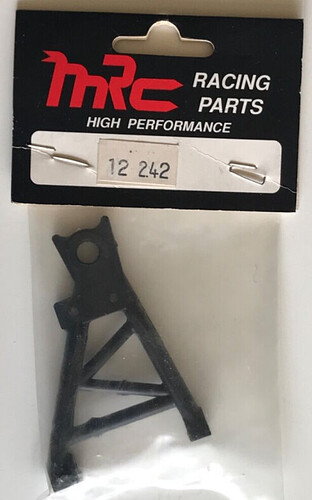 MRC
RACING
PARTS
HIGH PERFORMANCE
12 242